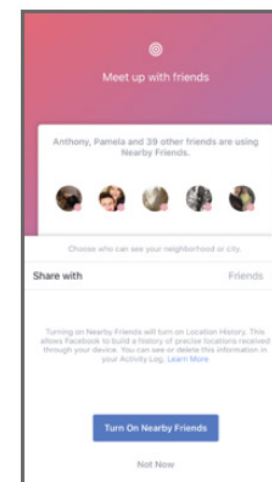 Meet up with friends
Anthony, Pamela and 39 other friends are using
Nearby Friends.
Choose who can see your neighborhood or city.
Share with Friends
Turning on Nearby Friends will turn on Location History. This
allows Facebook to build a history of precise locations received
through your device. You can see or delete this information in
your Activity Log. Learn More
Turn On Nearby Friends
Not Now